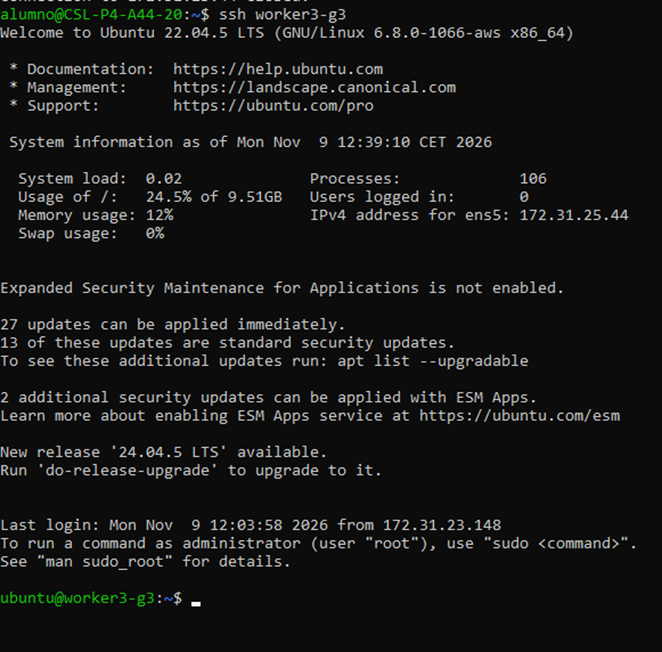 alumno@CSL-P4-A44-20:~$ ssh worker3-g3
Welcome to Ubuntu 22.04.5 LTS (GNU/Linux 6.8.0-1066-aws x86_64)
* Documentation: https://help.ubuntu.com
* Management: https://landscape.canonical.com
* Support: https://ubuntu.com/pro
System information as of Mon Nov 9 12:39:10 CET 2026
System load: 0.02 Processes: 106
Usage of /: 24.5% of 9.51GB Users logged in: 0
Memory usage: 12% IPv4 address for ens5: 172.31.25.44
Swap usage: 0%
Expanded Security Maintenance for Applications is not enabled.
27 updates can be applied immediately.
13 of these updates are standard security updates.
To see these additional updates run: apt list --upgradable
2 additional security updates can be applied with ESM Apps.
Learn more about enabling ESM Apps service at https://ubuntu.com/esm
New release '24.04.5 LTS' available.
Run 'do-release-upgrade' to upgrade to it.
Last login: Mon Nov 9 12:03:58 2026 from 172.31.23.148
To run a command as administrator (user "root"), use "sudo <command>".
See "man sudo_root" for details.
ubuntu@worker3-g3:~$